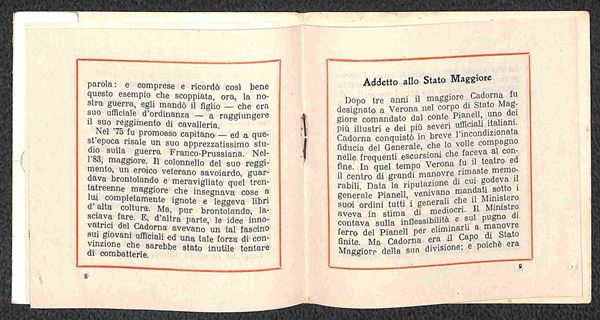 parola: e comprese e ricordò così bene
questo esempio che scoppiata, ora, la no-
stra guerra, egli mandò il figlio — che era
suo ufficiale d'ordinanza — a raggiungere
il suo reggimento di cavalleria.
Nel '75 fu promosso capitano — ed a que-
st'epoca risale un suo apprezzatissimo stu-
dio sulla guerra Franco-Prussiana. Nel-
l'83, maggiore. Il colonnello del suo reggi-
mento, un eroico veterano savoiardo, guar-
dava brontolando e meravigliato quel tren-
tatreenne maggiore che insegnava cose a
lui completamente ignote e leggeva libri
d'alta coltura. Ma, pur brontolando, la-
sciava fare. E, d'altra parte, le idee inno-
vatrici del Cadorna avevano un tal fascino
sui giovani ufficiali ed una tale forza di con-
vinzione che sarebbe stato inutile tentare
di combatterle.
8
Addetto allo Stato Maggiore
Dopo tre anni il maggiore Cadorna fu
designato a Verona nel corpo di Stato Mag-
giore comandato dal conte Pianell, uno dei
più illustri e dei più severi ufficiali italiani.
Cadorna conquistò in breve l'incondizionata
fiducia del Generale, che lo volle compagno
nelle frequenti escursioni che faceva al con-
fine. In quel tempo Verona fu il teatro ed
il centro di grandi manovre rimaste memo-
rabili. Data la riputazione di cui godeva il
generale Pianell, venivano mandati sotto i
suoi ordini tutti i generali che il Ministero
aveva in stima di mediocri. Il Ministro
contava sulla inflessibilità e sul pugno di
ferro del Pianell per eliminarli a manovre
finite. Ma Cadorna era il Capo di Stato
Maggiore della sua divisione; e poichè era
9